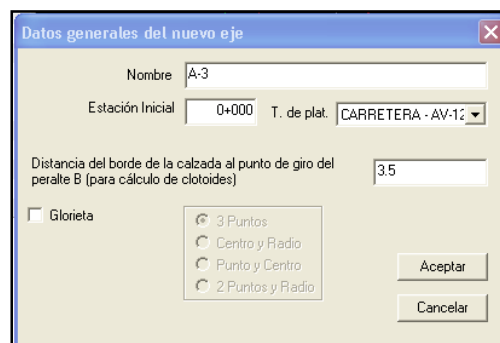 Datos generales del nuevo eje
Nombre A-3
Estación Inicial 0+000 T. de plat. CARRETERA - AV-12
Distancia del borde de la calzada al punto de giro del
peralte B (para cálculo de clotoides) 3.5
Glorieta
3 Puntos
Centro y Radio
Punto y Centro
2 Puntos y Radio
Aceptar
Cancelar